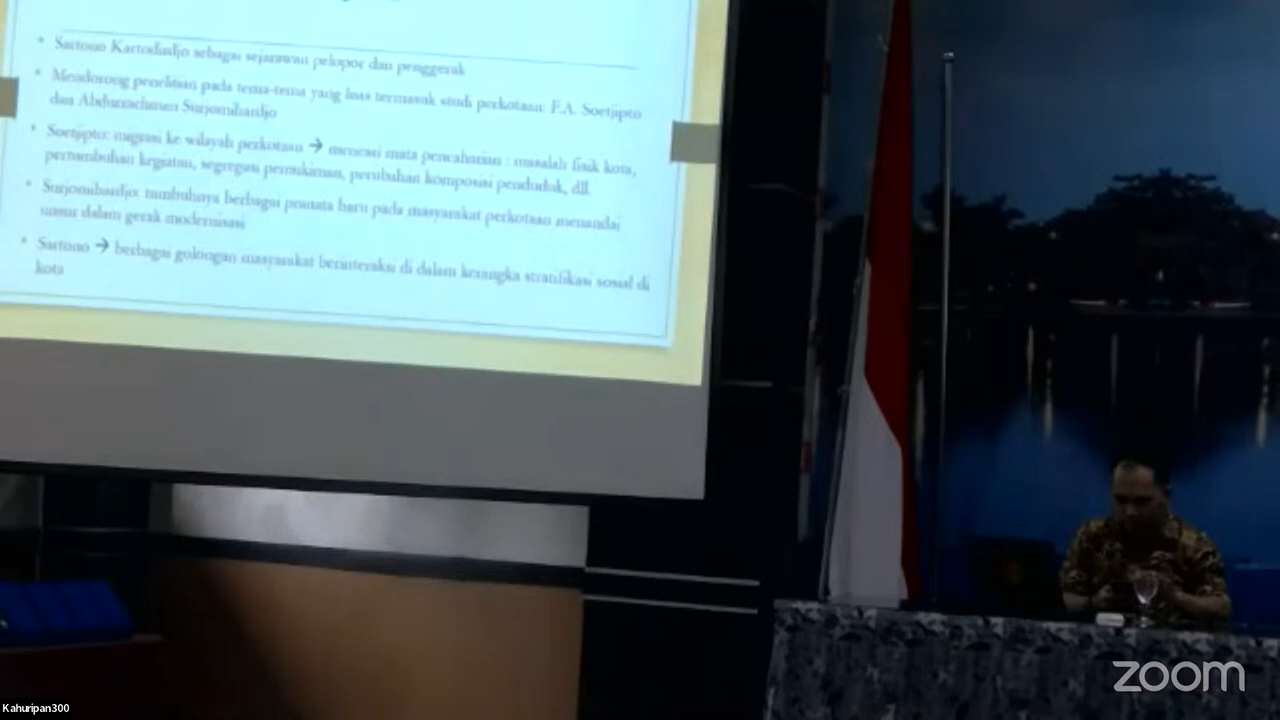 • Sartono Kartodirdjo sebagai sejarawan pelopor dan penggerak
• Mendorong penelitian pada tema-tema yang luas termasuk studi perkotaan: F.A. Soetjipto
dan Abdurrachman Surjomihardjo
• Soetjipto: migrasi ke wilayah perkotaan → mencari mata pencaharian : masalah fisik kota,
pertumbuhan kegiatan, segregasi permukiman, perubahan komposisi penduduk, dll.
• Surjomihardjo: tumbuhnya berbagai pranata baru pada masyarakat perkotaan menandai
unsur dalam gerak modernisasi
• Sartono → berbagai golongan masyarakat berinteraksi di dalam kerangka stratifikasi sosial di
kota
zoom
Kahuripan300